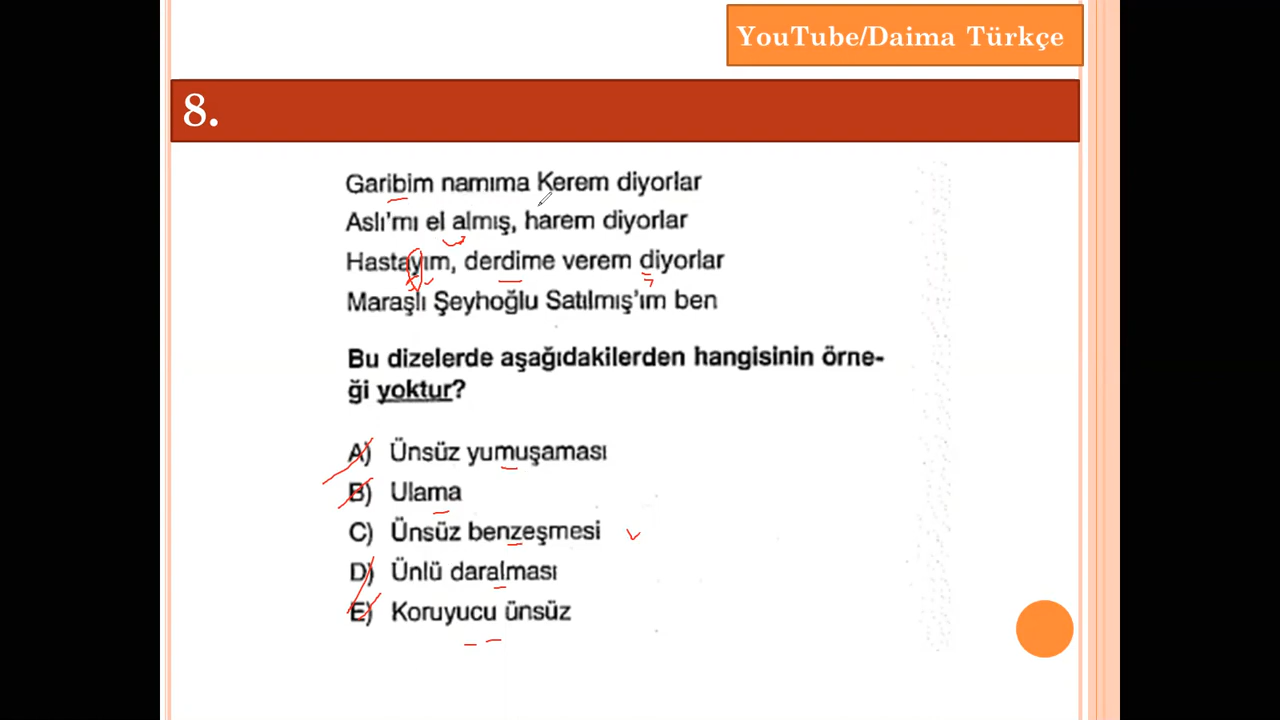 YouTube/Daima Türkçe
8.
Garibim namıma Kerem diyorlar
Aslı'mı el almış, harem diyorlar
Hastayım, derdime verem diyorlar
Maraşlı Şeyhoğlu Satılmış'ım ben
Bu dizelerde aşağıdakilerden hangisinin örne-
ği yoktur?
A) Ünsüz yumuşaması
B) Ulama
C) Ünsüz benzeşmesi
D) Ünlü daralması
E) Koruyucu ünsüz